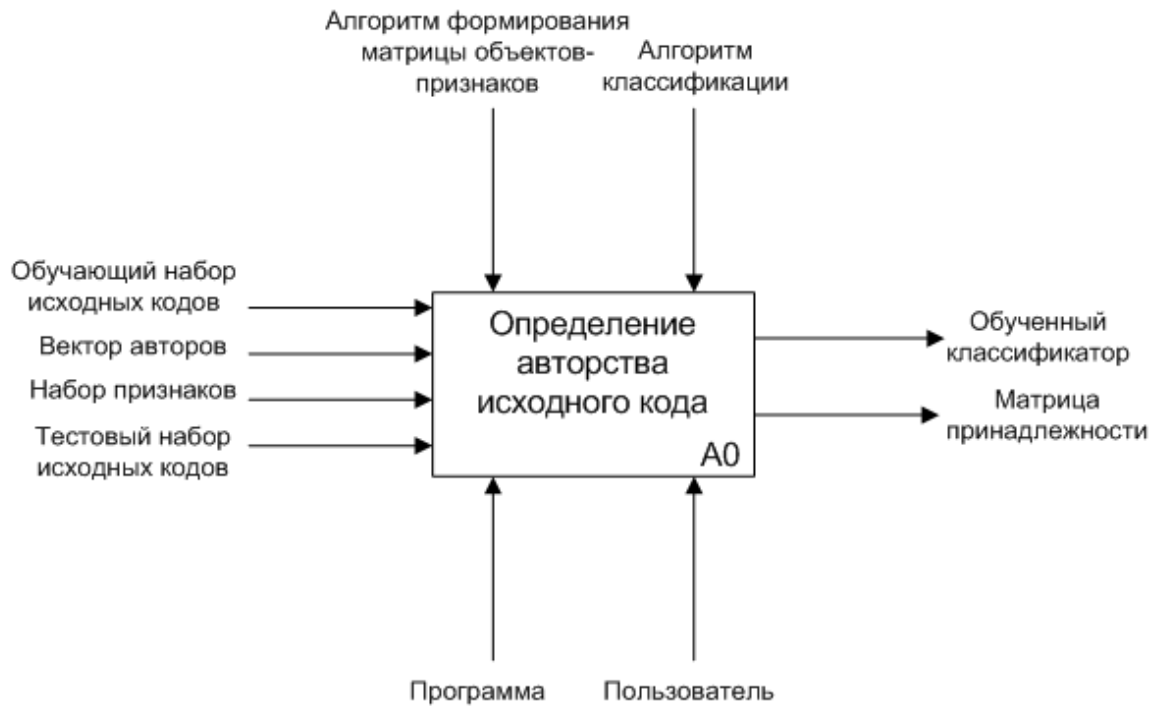 Алгоритм формирования
матрицы объектов-
признаков
Алгоритм
классификации
Обучающий набор
исходных кодов
Вектор авторов
Набор признаков
Тестовый набор
исходных кодов
Определение
авторства
исходного кода
А0
Обученный
классификатор
Матрица
принадлежности
Программа
Пользователь